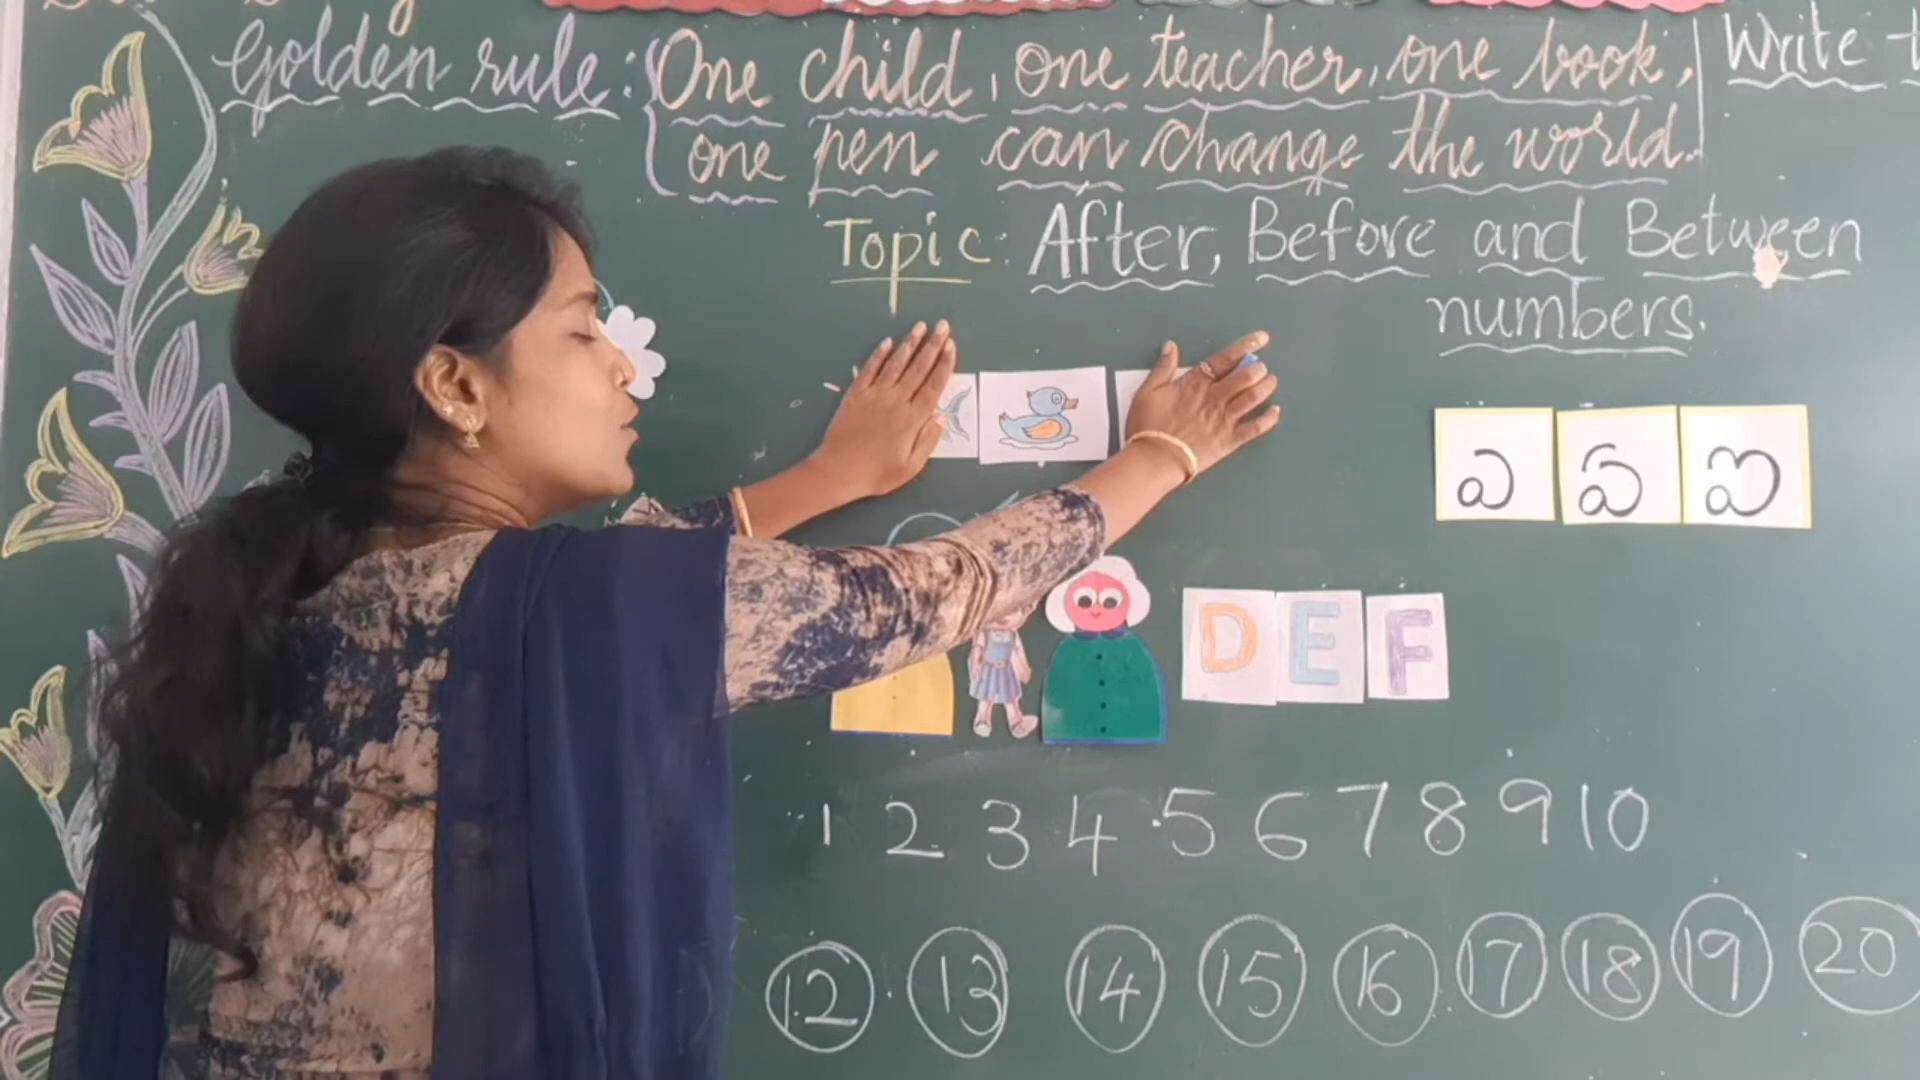 Golden rule: One child, one teacher, one book,
one pen can change the world.
Write
Topic: After, Before and Between
numbers.
ఎ ఏ ఐ
D E F
1 2 3 4 5 6 7 8 9 10
12 13 14 15 16 17 18 19 20